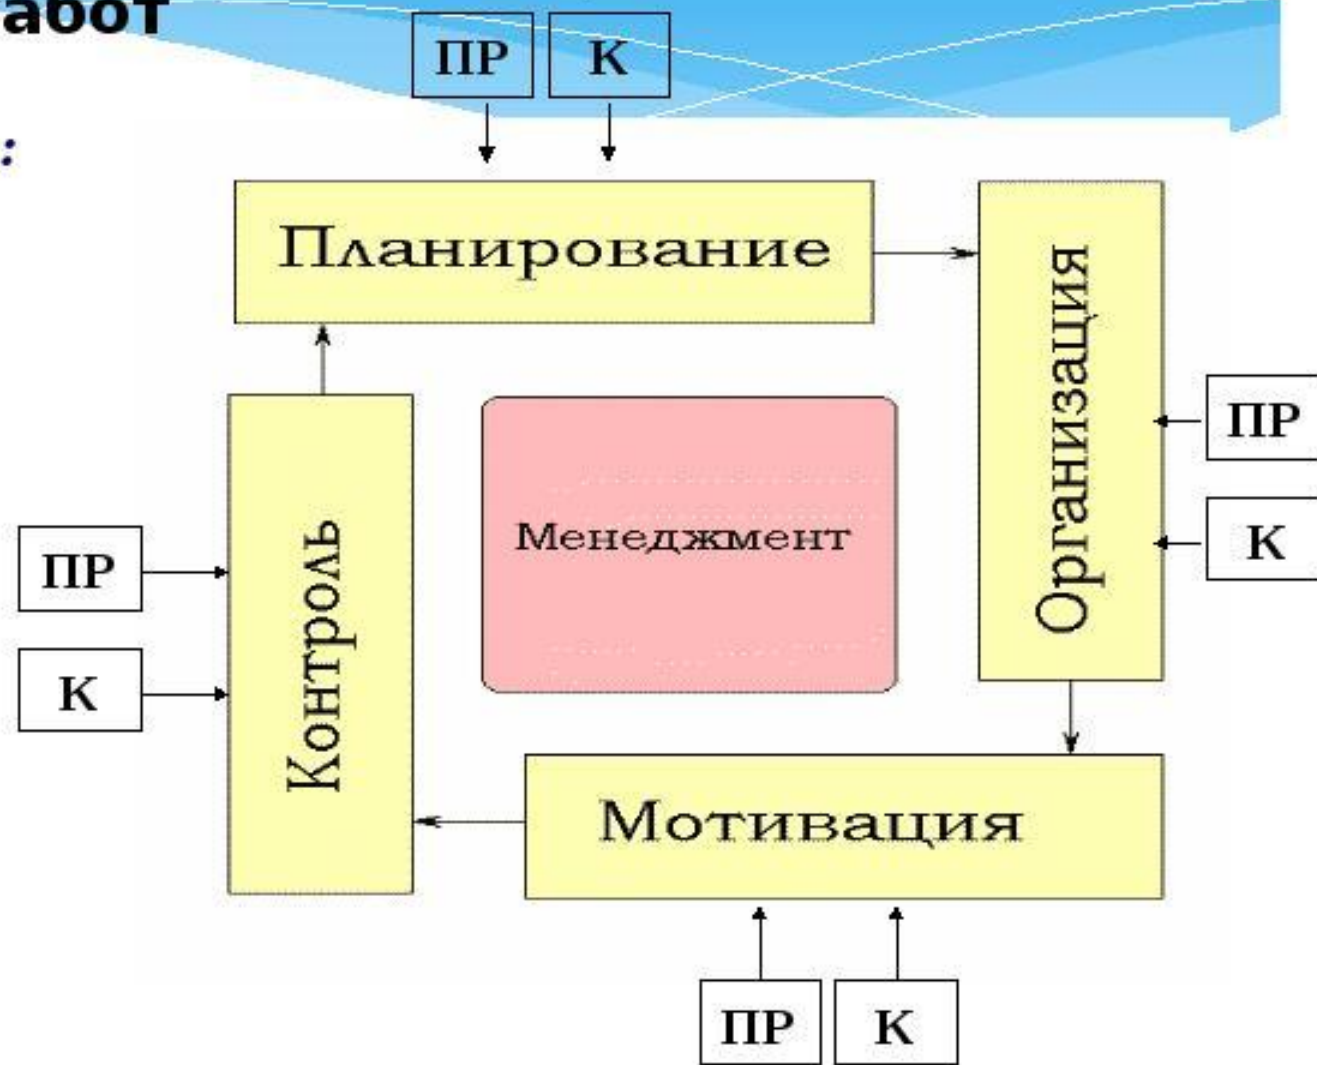 абот
:
ПР К
Планирование
Организация
ПР
К
Менеджмент
Контроль
ПР
К
Мотивация
ПР К